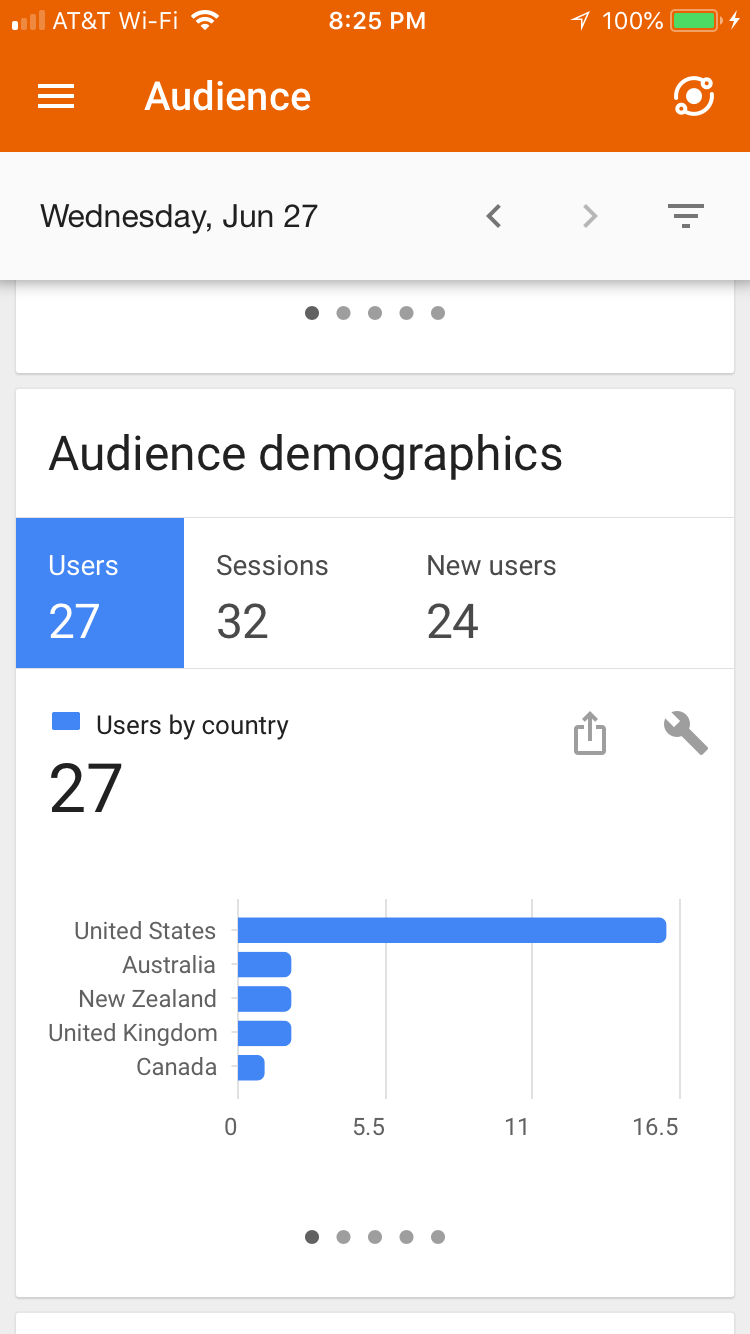 AT&T Wi-Fi 8:25 PM 100%
Audience
Wednesday, Jun 27
Audience demographics
Users Sessions New users
27 32 24
Users by country
27
United States
Australia
New Zealand
United Kingdom
Canada
0 5.5 11 16.5